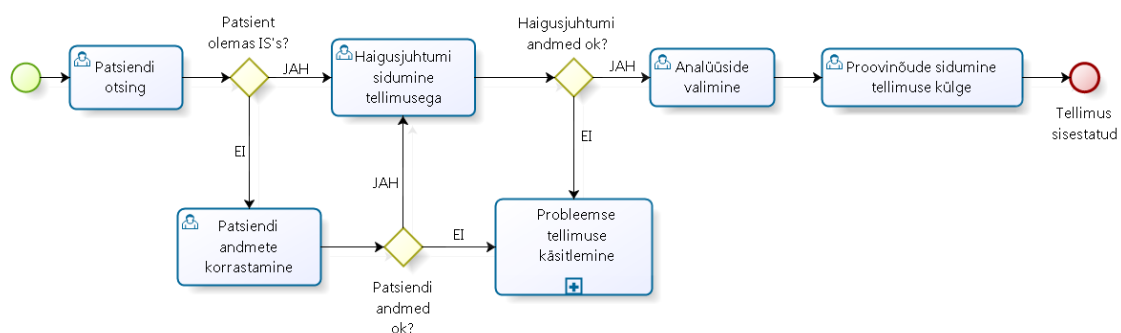 Patsient
olemas IS's?
Haigusjuhtumi
andmed ok?
Patsiendi
otsing
JAH
Haigusjuhtumi
sidumine
tellimusega
JAH
Analüüside
valimine
Proovinõude sidumine
tellimuse külge
Tellimus
sisestatud
EI
JAH
EI
Patsiendi
andmete
korrastamine
EI
Probleemse
tellimuse
käsitlemine
Patsiendi
andmed
ok?